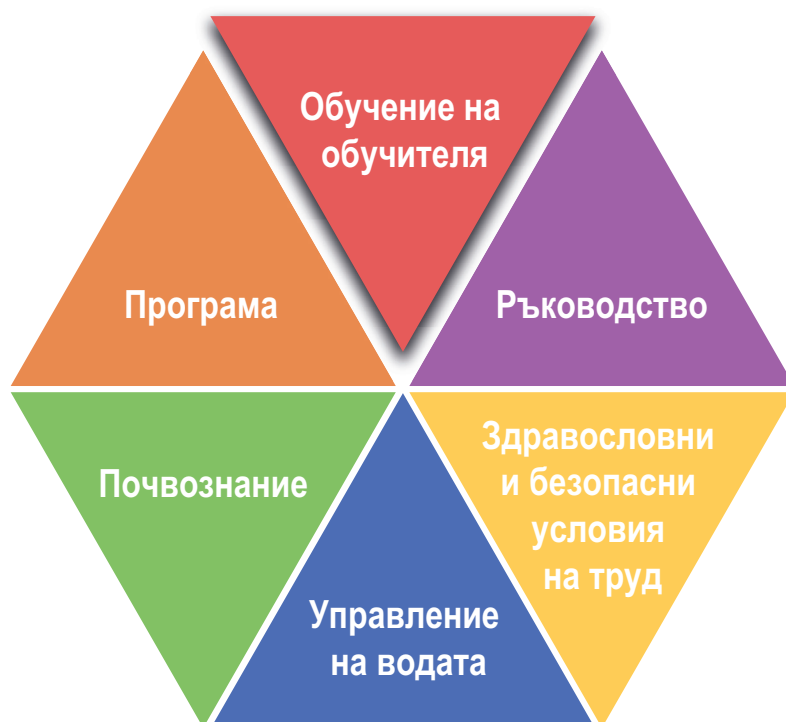 Обучение на
обучителя
Програма
Ръководство
Почвознание
Здравословни
и безопасни
условия
на труд
Управление
на водата